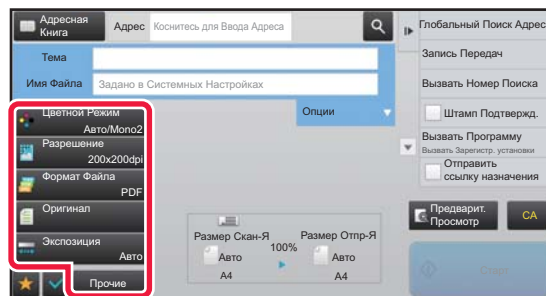 Адресная
Книга
Адрес
Коснитесь для Ввода Адреса
Тема
Имя Файла
Задано в Системных Настройках
Опции
Цветной Режим
Авто/Mono2
Разрешение
200x200dpi
Формат Файла
PDF
Оригинал
Экспозиция
Авто
Прочие
Размер Скан-Я
100%
Размер Отпр-Я
Авто
Авто
A4
A4
Глобальный Поиск Адрес
Запись Передач
Вызвать Номер Поиска
Штамп Подтвержд.
Вызвать Программу
Вызвать Зарегистр. установки
Отправить
ссылку назначения
Предварит.
Просмотр
CA
Старт